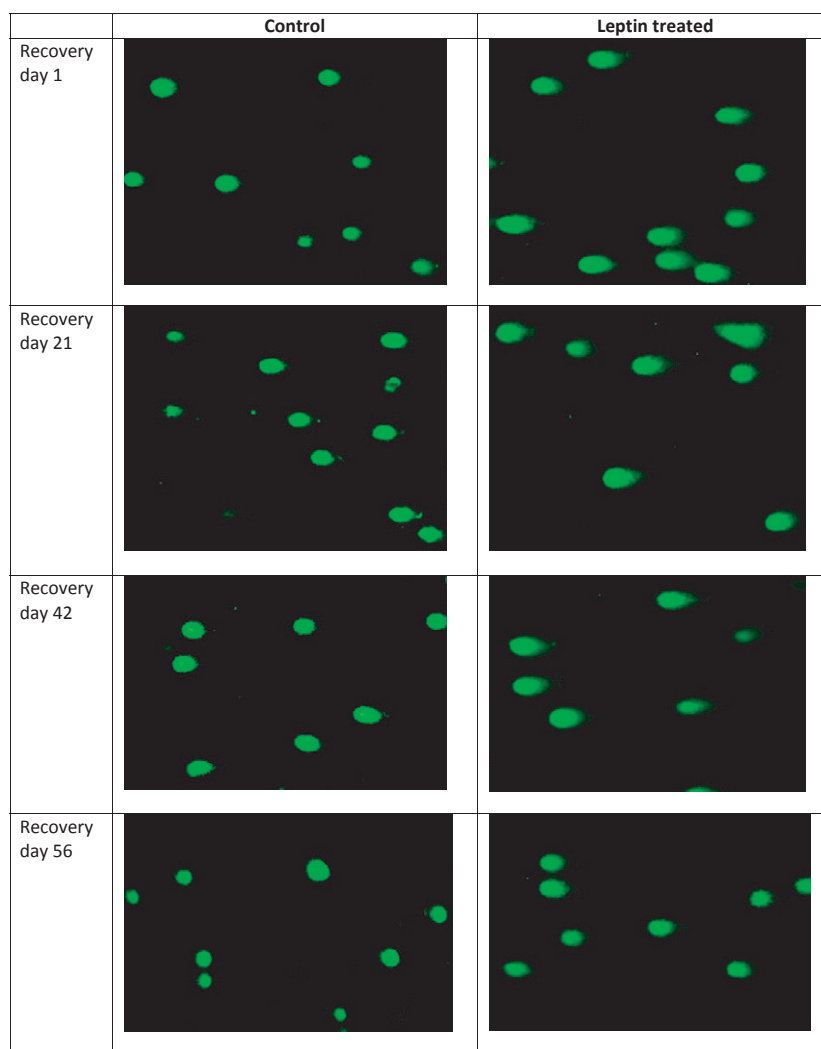 Control
Leptin treated
Recovery
day 1
Recovery
day 21
Recovery
day 42
Recovery
day 56